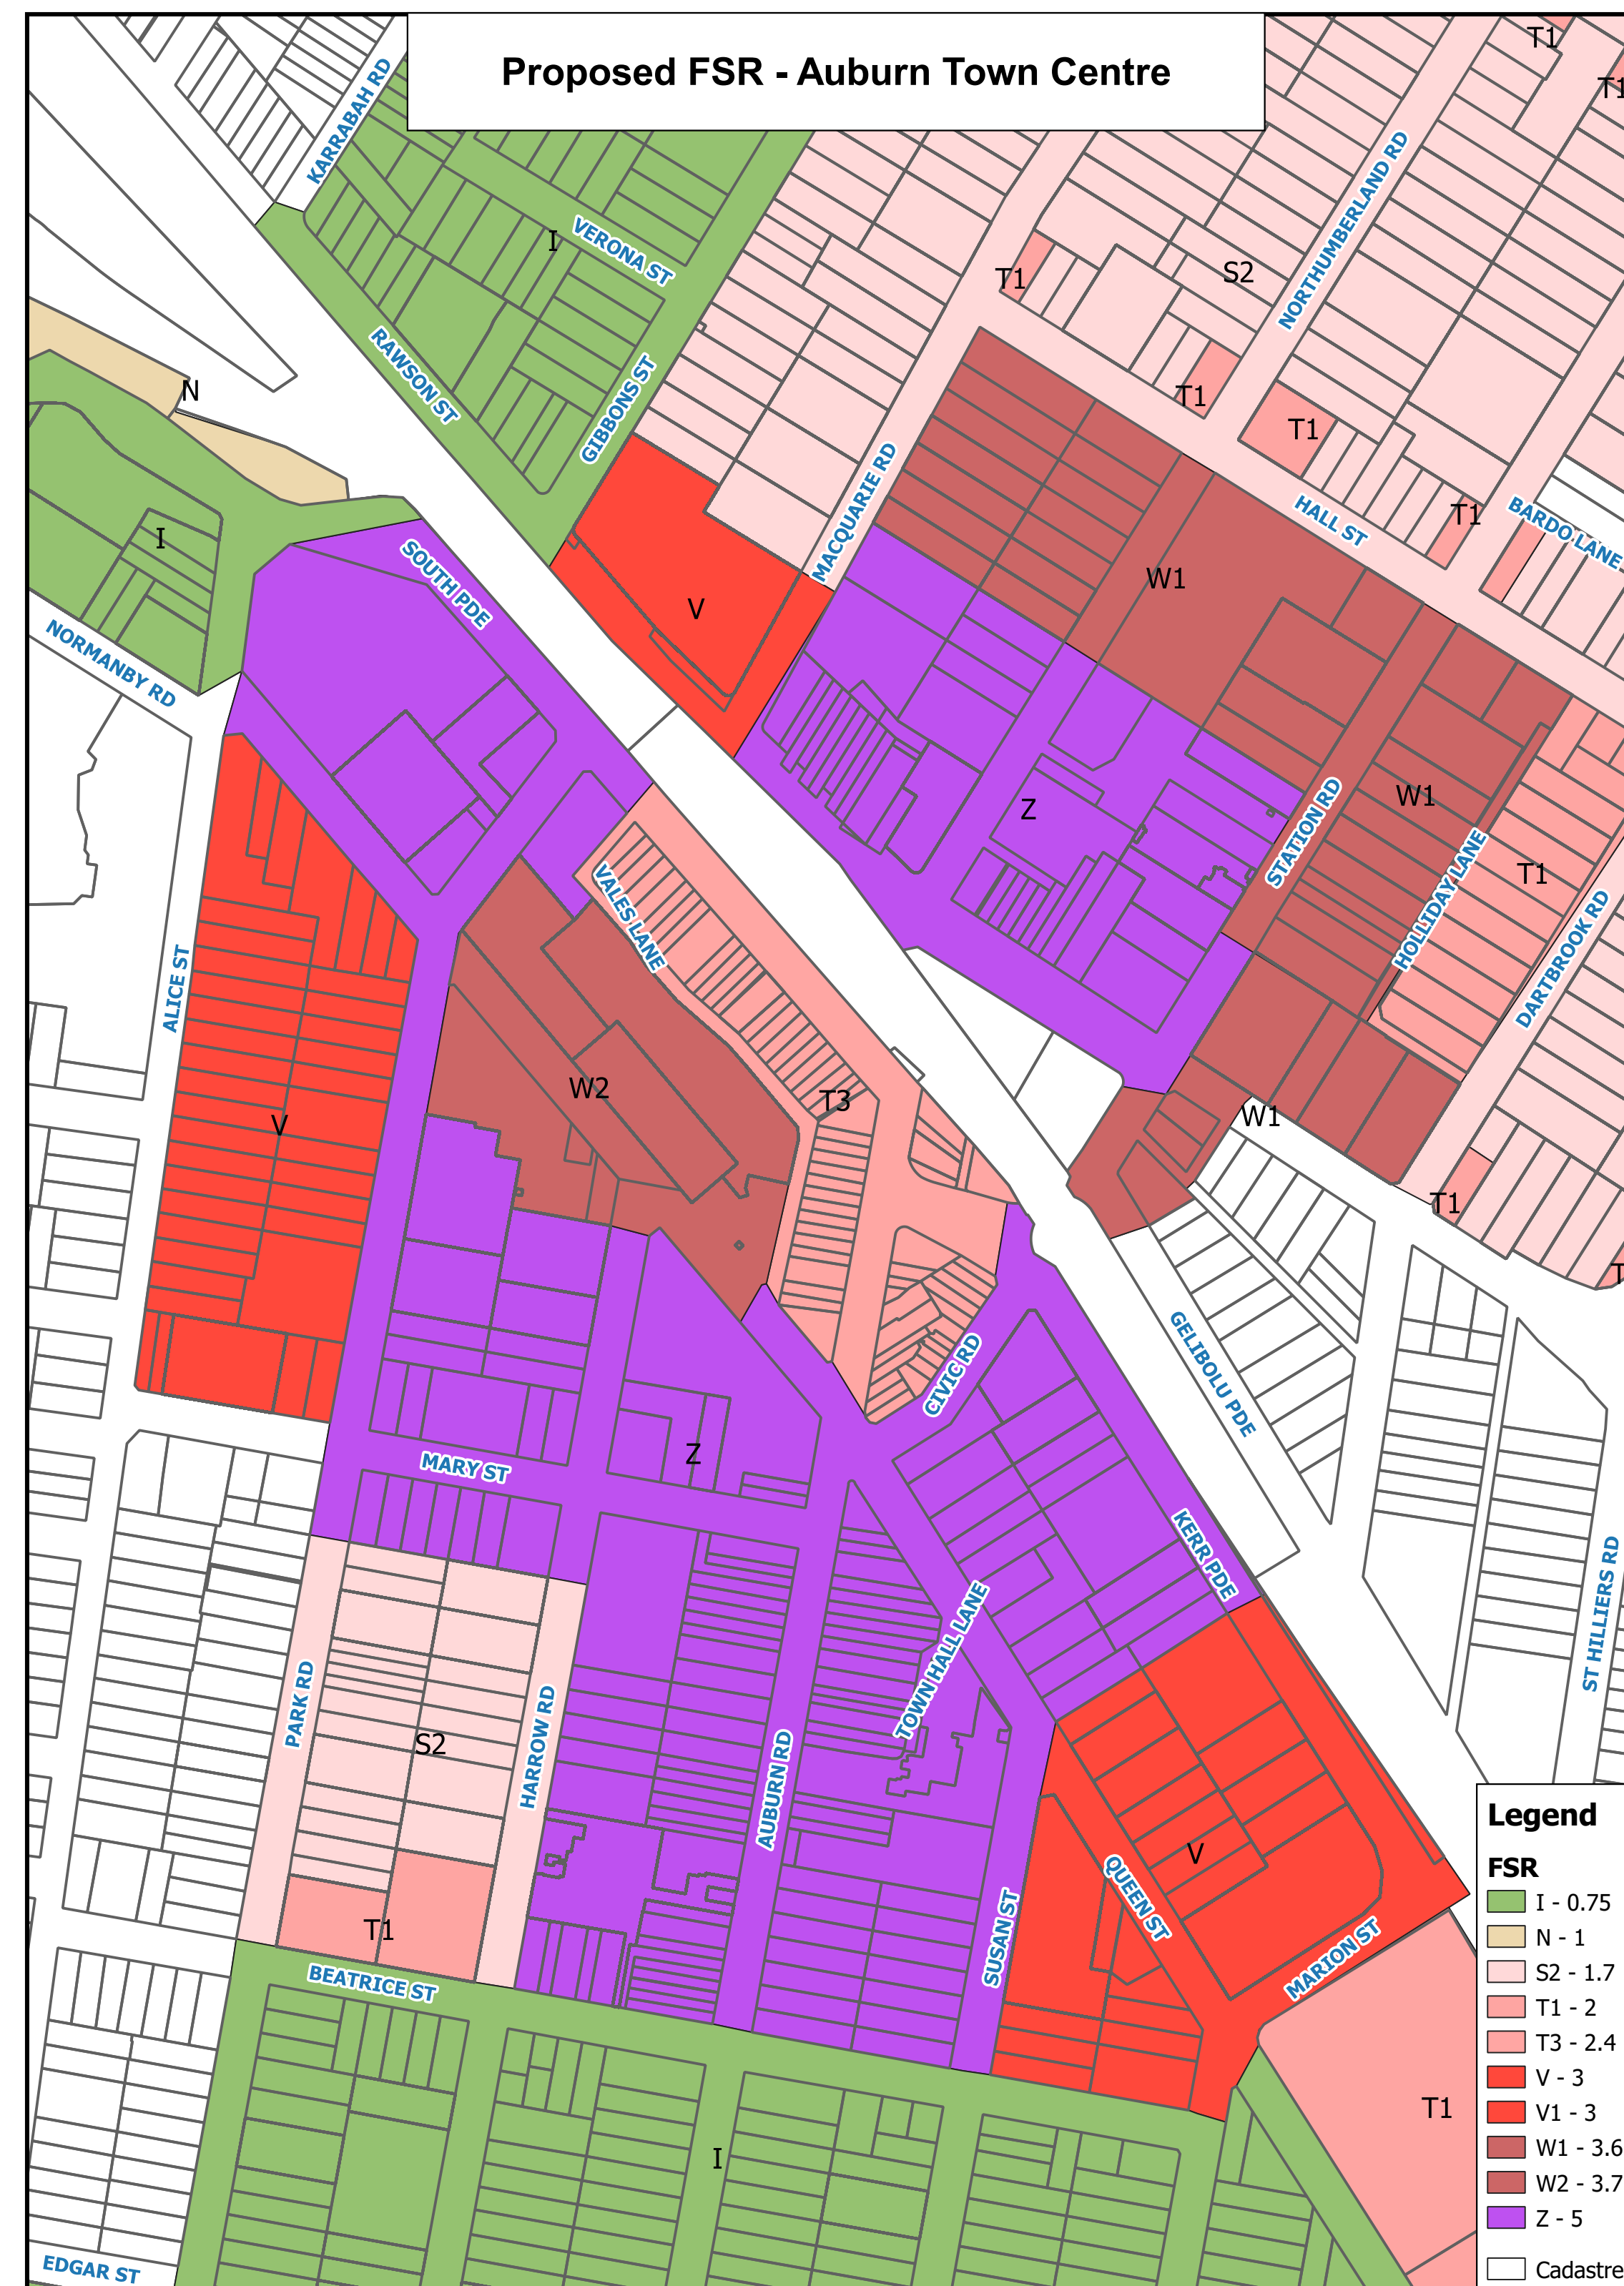 Proposed FSR - Auburn Town Centre
T1
T1
KARRABAH RD
NORTHUMBERLAND RD
I
VERONA ST
S2
T1
RAWSON ST
N
GIBBONS ST
T1
T1
MACQUARIE RD
T1
HALL ST
BARDO LANE
I
SOUTH PDE
W1
V
NORMANBY RD
Z
W1
STATION RD
T1
HOLLIDAY LANE
VALES LANE
DARTBROOK RD
ALICE ST
W2
T3
V
W1
T1
T
CIVIC RD
GELIBOLU PDE
MARY ST
Z
KERR PDE
ST HILLIERS RD
TOWN HALL LANE
PARK RD
S2
HARROW RD
AUBURN RD
V
QUEEN ST
T1
SUSAN ST
MARION ST
BEATRICE ST
T1
I
EDGAR ST
Legend
FSR
I - 0.75
N - 1
S2 - 1.7
T1 - 2
T3 - 2.4
V - 3
V1 - 3
W1 - 3.6
W2 - 3.7
Z - 5
Cadastre